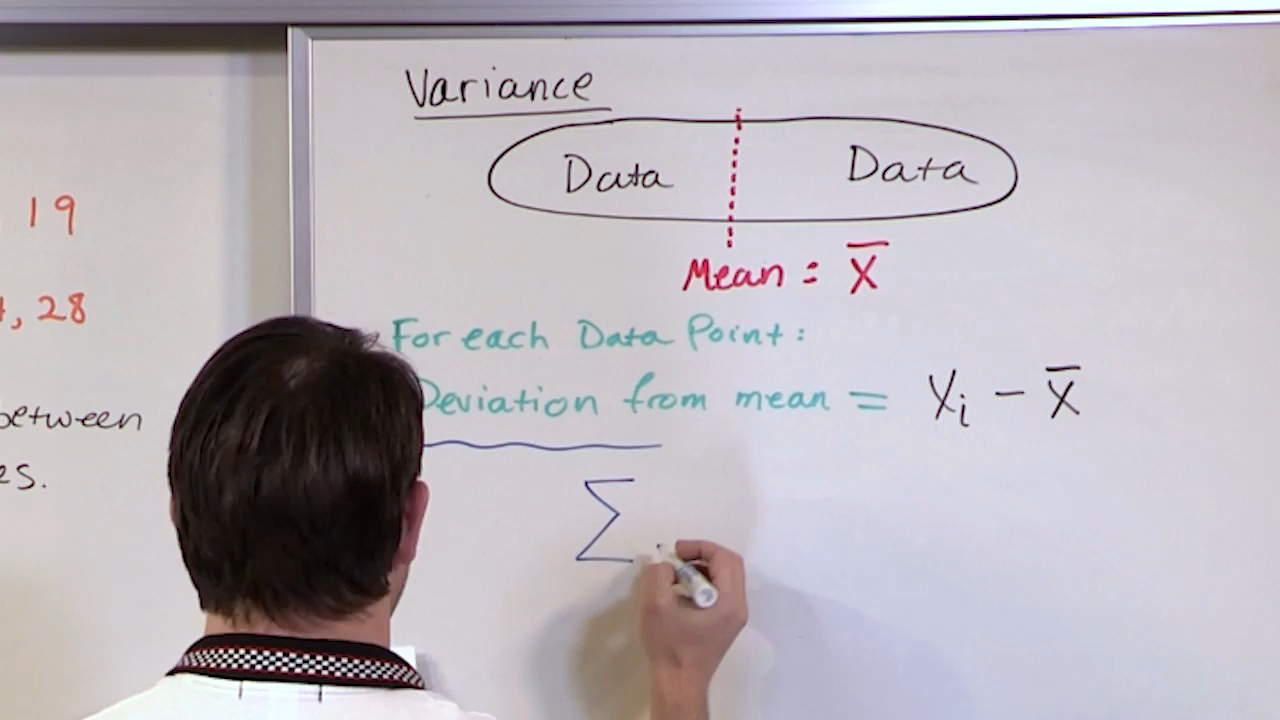 19
, 28
between
es.
Variance
Data Data
Mean = x̅
For each Data Point:
Deviation from mean = xᵢ - x̅
Σ